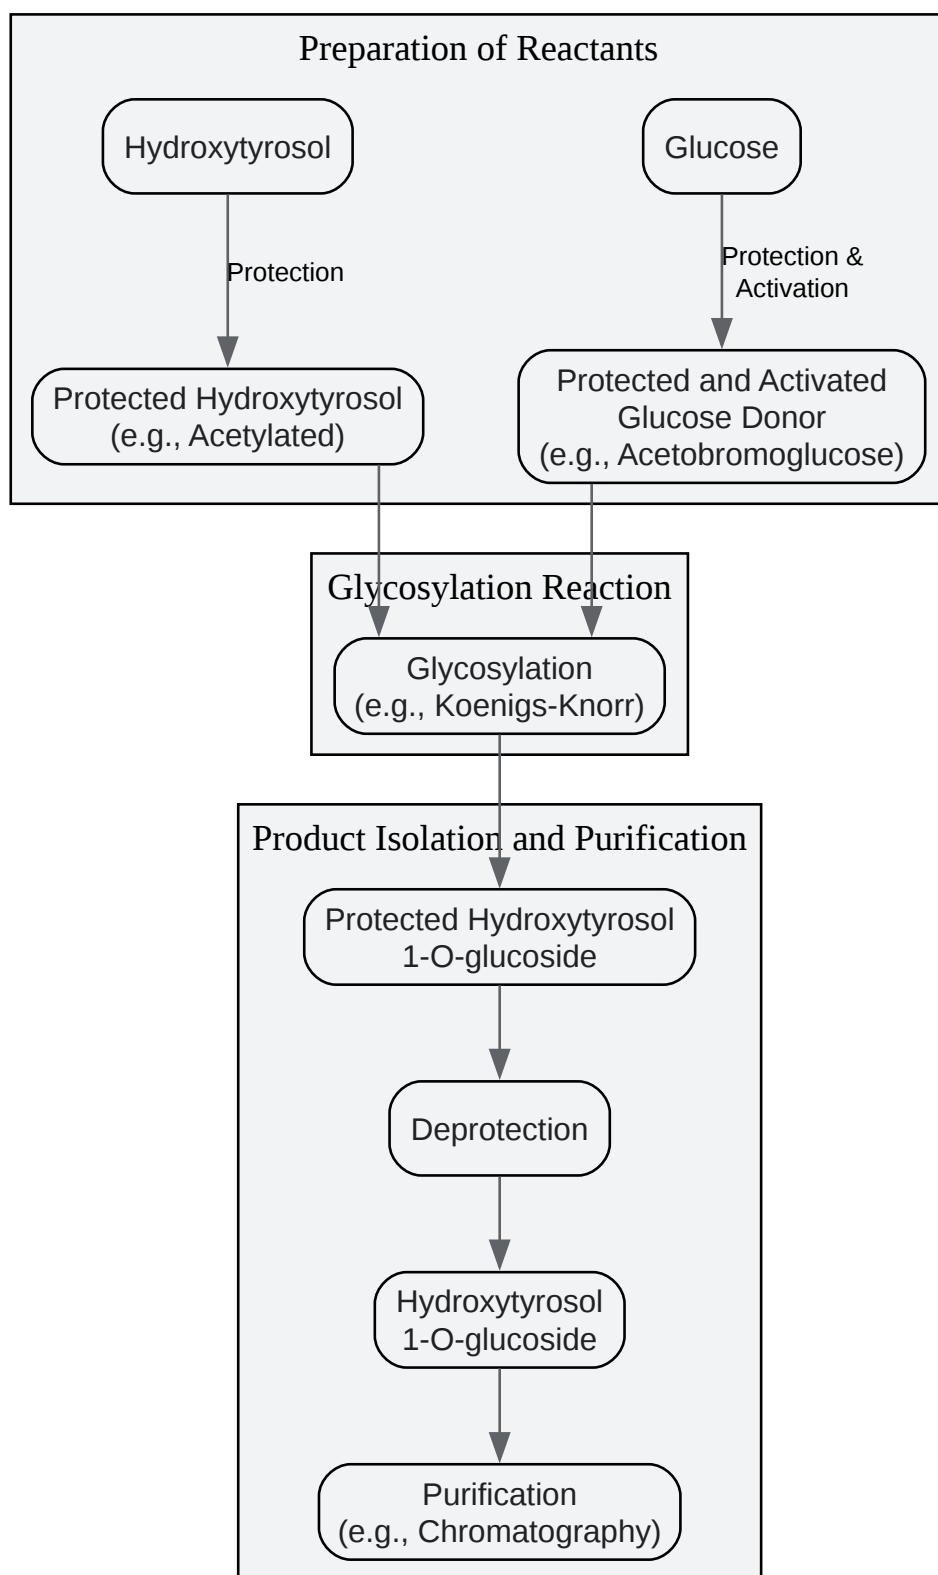 Preparation of Reactants
Hydroxytyrosol
Glucose
Protection
Protection &
Activation
Protected Hydroxytyrosol
(e.g., Acetylated)
Protected and Activated
Glucose Donor
(e.g., Acetobromoglucose)
Glycosylation Reaction
Glycosylation
(e.g., Koenigs-Knorr)
Product Isolation and Purification
Protected Hydroxytyrosol
1-O-glucoside
Deprotection
Hydroxytyrosol
1-O-glucoside
Purification
(e.g., Chromatography)